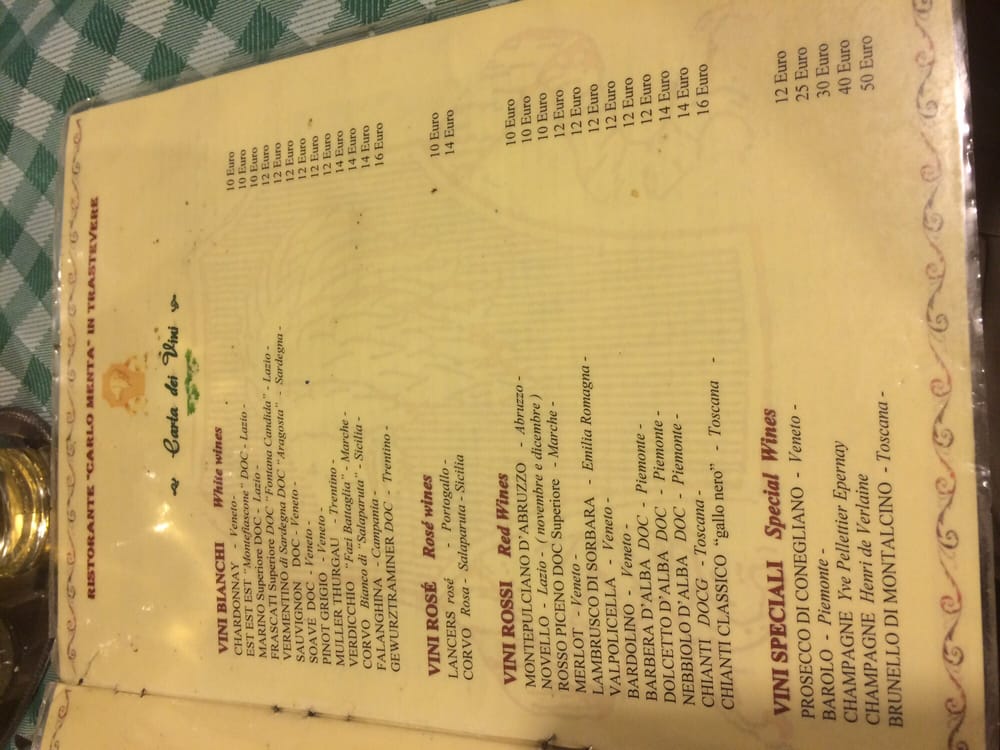 RISTORANTE "CARLO MENTA" IN TRASTEVERE
Carta dei Vini
VINI BIANCHI White wines
CHARDONNAY - Veneto- 10 Euro
EST EST EST "Montefiascone" DOC - Lazio - 10 Euro
MARINO Superiore DOC - Lazio - 10 Euro
FRASCATI Superiore DOC "Fontana Candida" - Lazio - 12 Euro
VERMENTINO di Sardegna DOC "Aragosta" - Sardegna - 12 Euro
SAUVIGNON DOC - Veneto - 12 Euro
SOAVE DOC - Veneto - 12 Euro
PINOT GRIGIO - Veneto - 12 Euro
MULLER THURGAU - Trentino - 12 Euro
VERDICCHIO "Fazi Battaglia" - Marche - 14 Euro
CORVO Bianco di "Salaparuta" - Sicilia - 14 Euro
FALANGHINA - Campania - 14 Euro
GEWURZTRAMINER DOC - Trentino - 16 Euro
VINI ROSÉ Rosé wines
LANCERS rosé - Portogallo - 10 Euro
CORVO Rosa - Salaparuta - Sicilia 14 Euro
VINI ROSSI Red Wines
MONTEPULCIANO D'ABRUZZO - Abruzzo - 10 Euro
NOVELLO - Lazio - ( novembre e dicembre ) 10 Euro
ROSSO PICENO DOC Superiore - Marche - 10 Euro
MERLOT - Veneto - 12 Euro
LAMBRUSCO DI SORBARA - Emilia Romagna - 12 Euro
VALPOLICELLA - Veneto - 12 Euro
BARDOLINO - Veneto - 12 Euro
BARBERA D'ALBA DOC - Piemonte - 12 Euro
DOLCETTO D'ALBA DOC - Piemonte - 12 Euro
NEBBIOLO D'ALBA DOC - Piemonte - 14 Euro
CHIANTI DOCG - Toscana - 14 Euro
CHIANTI CLASSICO "gallo nero" - Toscana - 16 Euro
VINI SPECIALI Special Wines
PROSECCO DI CONEGLIANO - Veneto - 12 Euro
BAROLO - Piemonte - 25 Euro
CHAMPAGNE Yve Pellettier Epernay 30 Euro
CHAMPAGNE Henri de Verlaine 40 Euro
BRUNELLO DI MONTALCINO - Toscana - 50 Euro